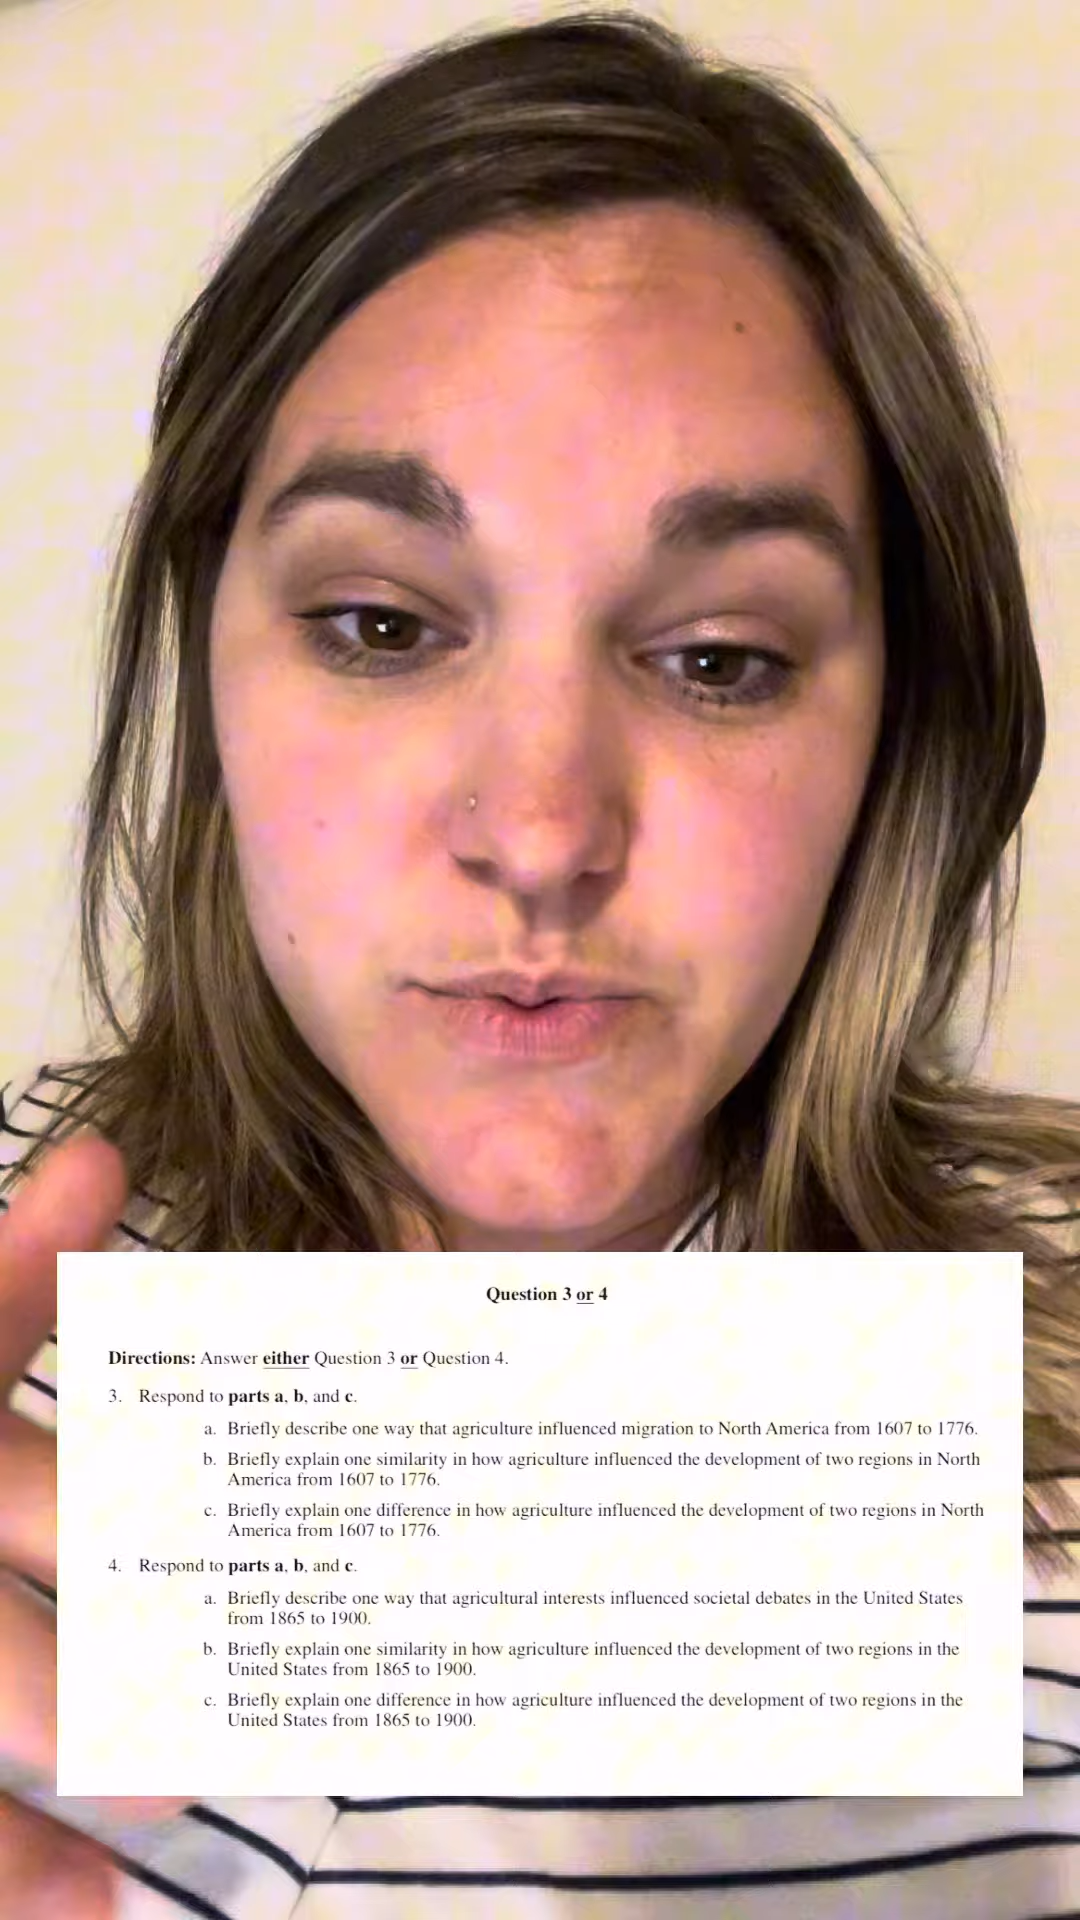 Question 3 or 4
Directions: Answer either Question 3 or Question 4.
3. Respond to parts a, b, and c.
a. Briefly describe one way that agriculture influenced migration to North America from 1607 to 1776.
b. Briefly explain one similarity in how agriculture influenced the development of two regions in North
America from 1607 to 1776.
c. Briefly explain one difference in how agriculture influenced the development of two regions in North
America from 1607 to 1776.
4. Respond to parts a, b, and c.
a. Briefly describe one way that agricultural interests influenced societal debates in the United States
from 1865 to 1900.
b. Briefly explain one similarity in how agriculture influenced the development of two regions in the
United States from 1865 to 1900.
c. Briefly explain one difference in how agriculture influenced the development of two regions in the
United States from 1865 to 1900.